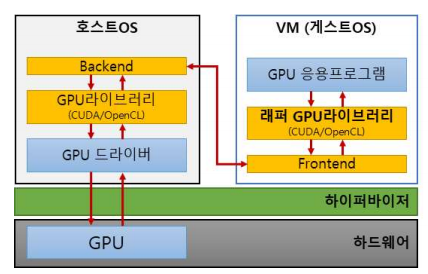 호스트OS
Backend
GPU라이브러리
(CUDA/OpenCL)
GPU 드라이버
VM (게스트OS)
GPU 응용프로그램
래퍼 GPU라이브러리
(CUDA/OpenCL)
Frontend
하이퍼바이저
GPU
하드웨어